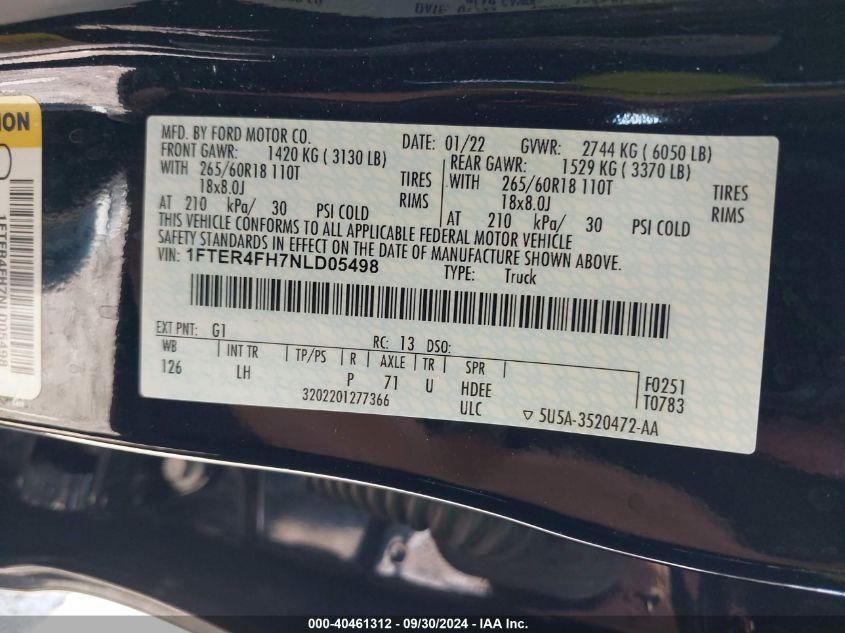 MFD. BY FORD MOTOR CO.
DATE: 01/22 GVWR: 2744 KG ( 6050 LB)
FRONT GAWR: 1420 KG ( 3130 LB)
REAR GAWR: 1529 KG ( 3370 LB)
WITH 265/60R18 110T TIRES
WITH 265/60R18 110T TIRES
18x8.0J RIMS
18x8.0J RIMS
AT 210 kPa/ 30 PSI COLD
AT 210 kPa/ 30 PSI COLD
THIS VEHICLE CONFORMS TO ALL APPLICABLE FEDERAL MOTOR VEHICLE
SAFETY STANDARDS IN EFFECT ON THE DATE OF MANUFACTURE SHOWN ABOVE.
VIN: 1FTER4FH7NLD05498 TYPE: Truck
EXT PNT: G1 RC: 13 DSO:
WB INT TR TP/PS R AXLE TR SPR
126 LH P 71 U HDEE F0251
3202201277366 ULC T0783
5U5A-3520472-AA
1FTER4FH7NLD05498
000-40461312 - 09/30/2024 - IAA Inc.